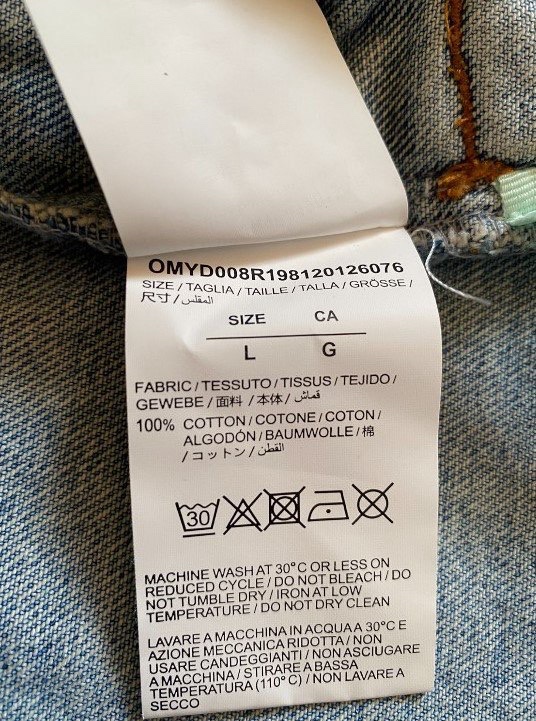 OMYD008R198120126076
SIZE / TAGLIA / TAILLE / TALLA / GRÖSSE /
尺寸 / المقاس /
SIZE CA
L G
FABRIC / TESSUTO / TISSUS / TEJIDO /
GEWEBE / 面料 / 本体 / قماش /
100% COTTON / COTONE / COTON /
ALGODÓN / BAUMWOLLE / 棉
/ コットン / القطن /
30
MACHINE WASH AT 30°C OR LESS ON
REDUCED CYCLE / DO NOT BLEACH / DO
NOT TUMBLE DRY / IRON AT LOW
TEMPERATURE / DO NOT DRY CLEAN
LAVARE A MACCHINA IN ACQUA A 30°C E
AZIONE MECCANICA RIDOTTA / NON
USARE CANDEGGIANTI / NON ASCIUGARE
A MACCHINA / STIRARE A BASSA
TEMPERATURA (110°C) / NON LAVARE A
SECCO